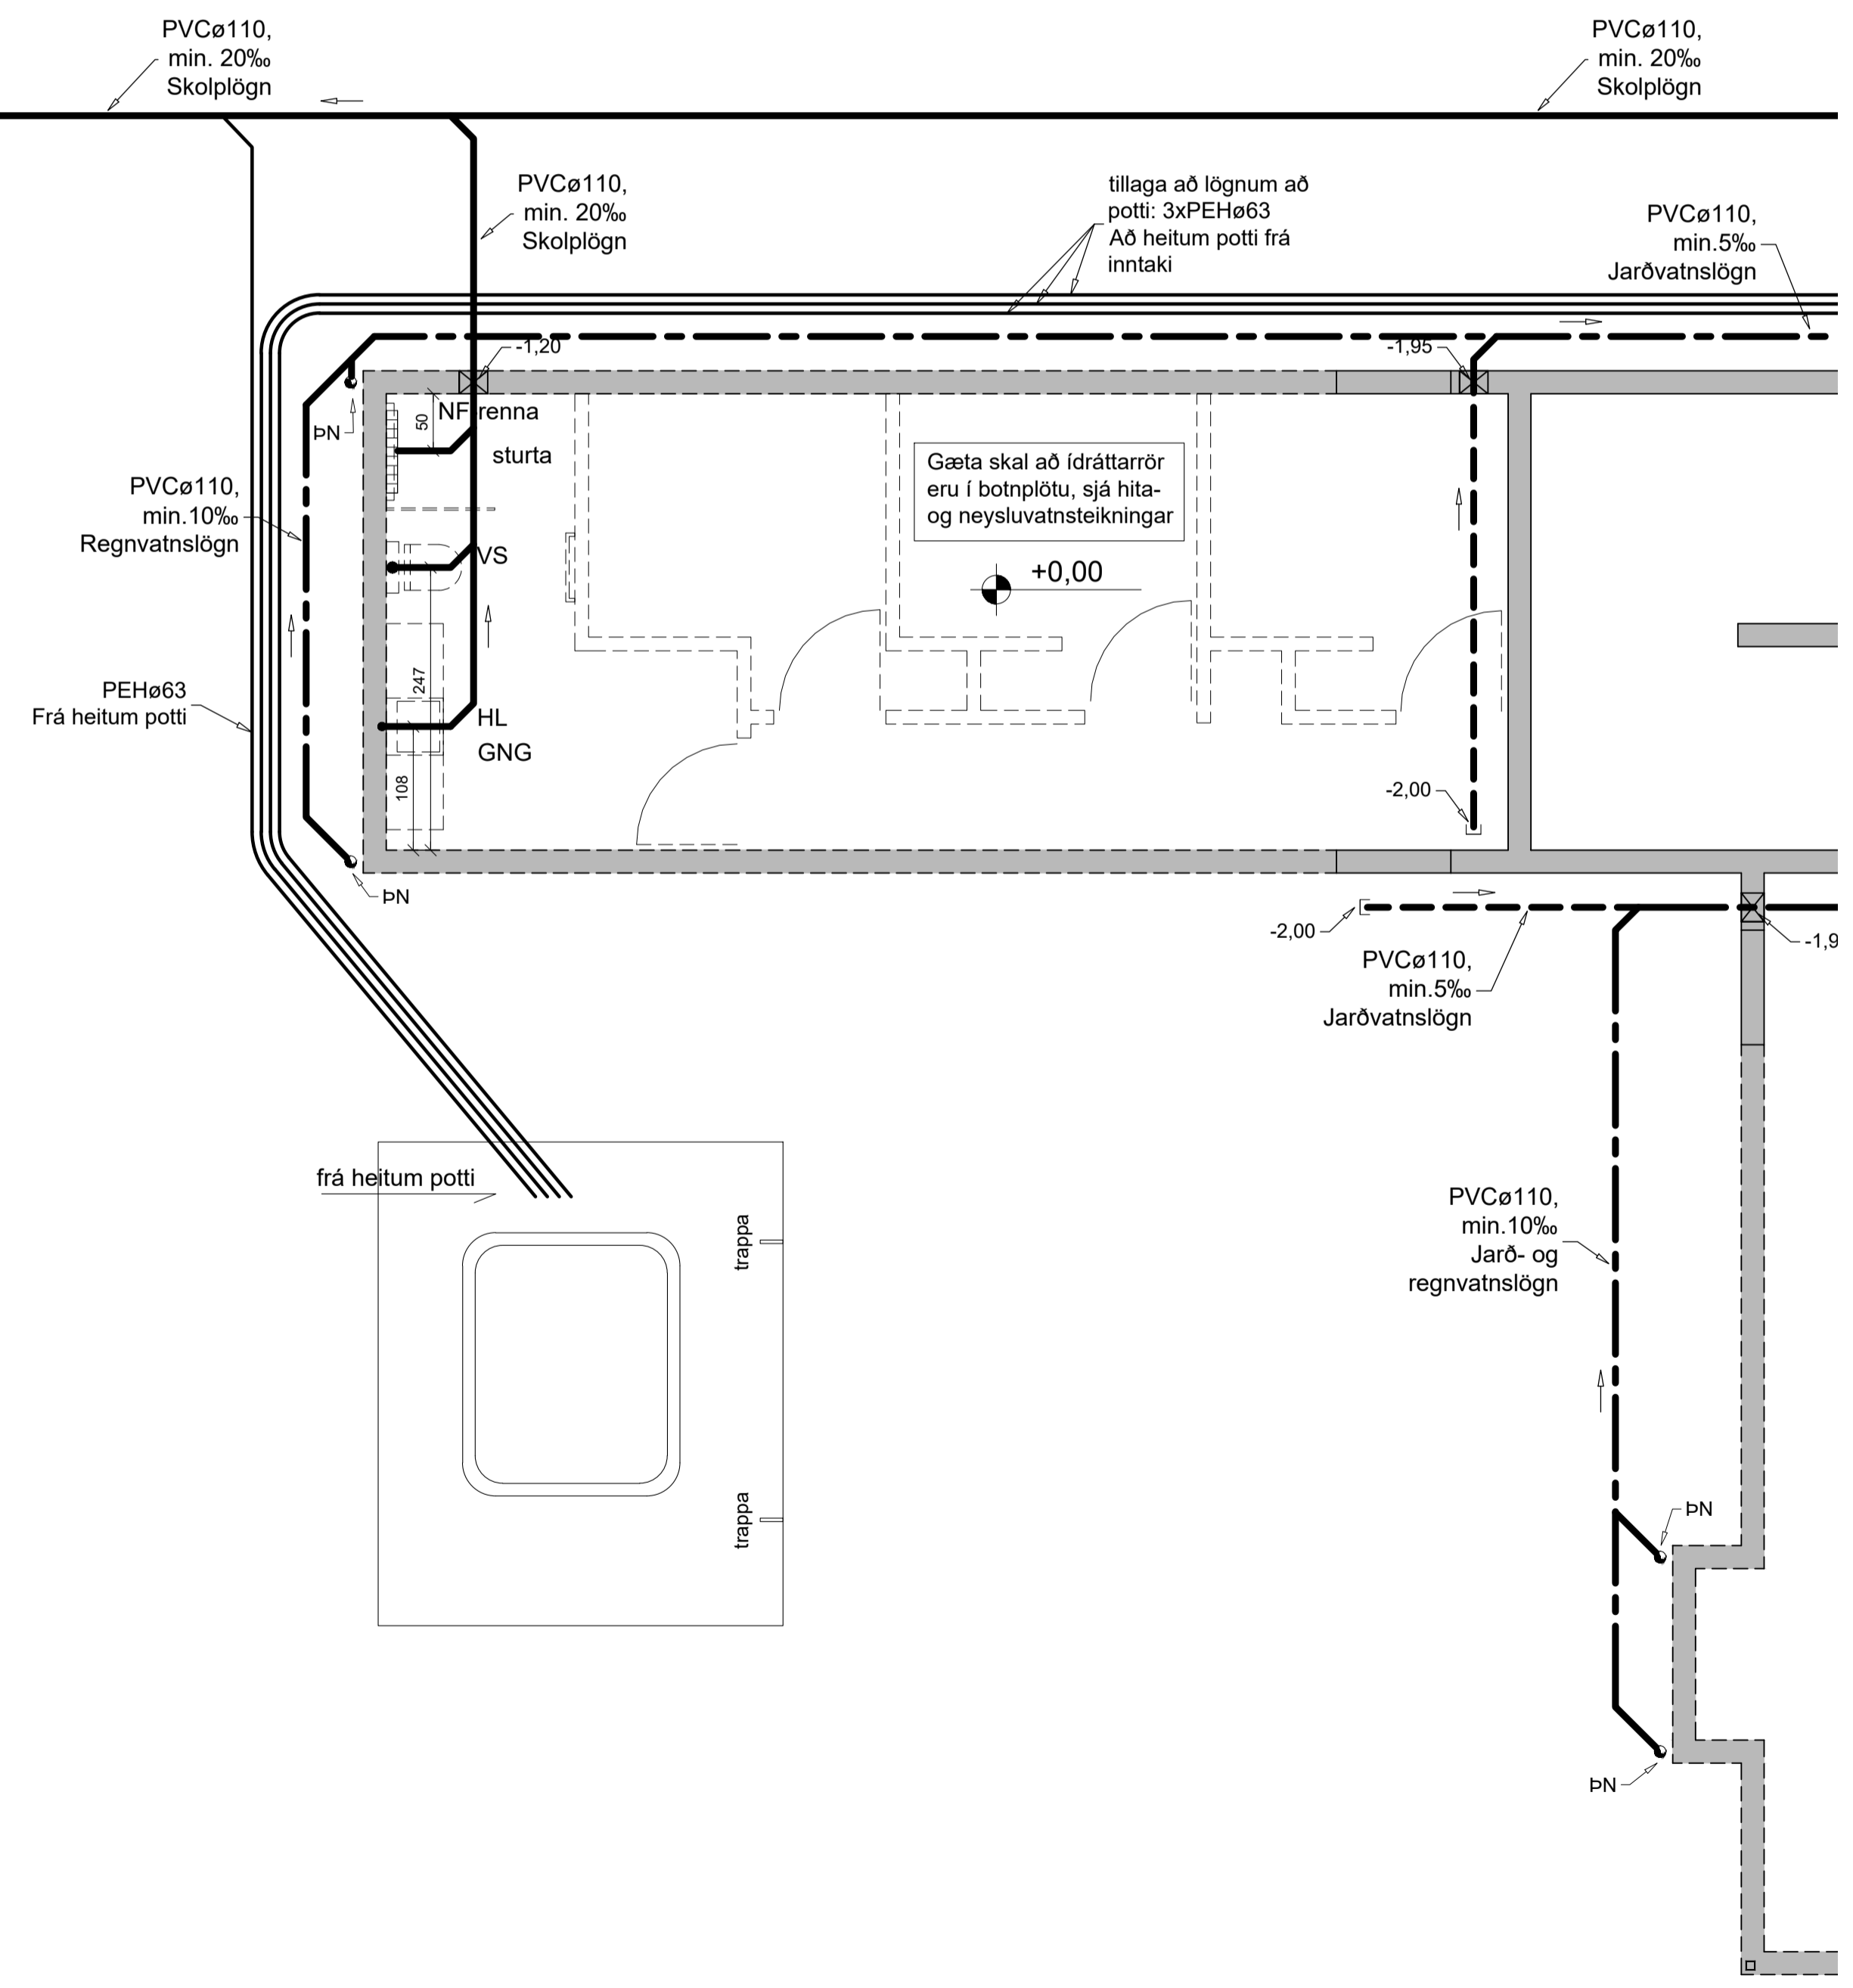 PVCø110,
min. 20‰
Skolplögn
PVCø110,
min. 20‰
Skolplögn
PVCø110,
min. 20‰
Skolplögn
tillaga að lögnum að
potti: 3xPEHø63
Að heitum potti frá
inntaki
PVCø110,
min.5‰
Jarðvatnslögn
-1,20
-1,95
ÞN
50
NF renna
sturta
Gæta skal að ídráttarrör
eru í botnplötu, sjá hita-
og neysluvatnsteikningar
PVCø110,
min.10‰
Regnvatnslögn
VS
+0,00
247
PEHø63
Frá heitum potti
HL
GNG
108
-2,00
ÞN
-2,00
-1,9
PVCø110,
min.5‰
Jarðvatnslögn
frá heitum potti
trappa
PVCø110,
min.10‰
Jarð- og
regnvatnslögn
trappa
ÞN
ÞN